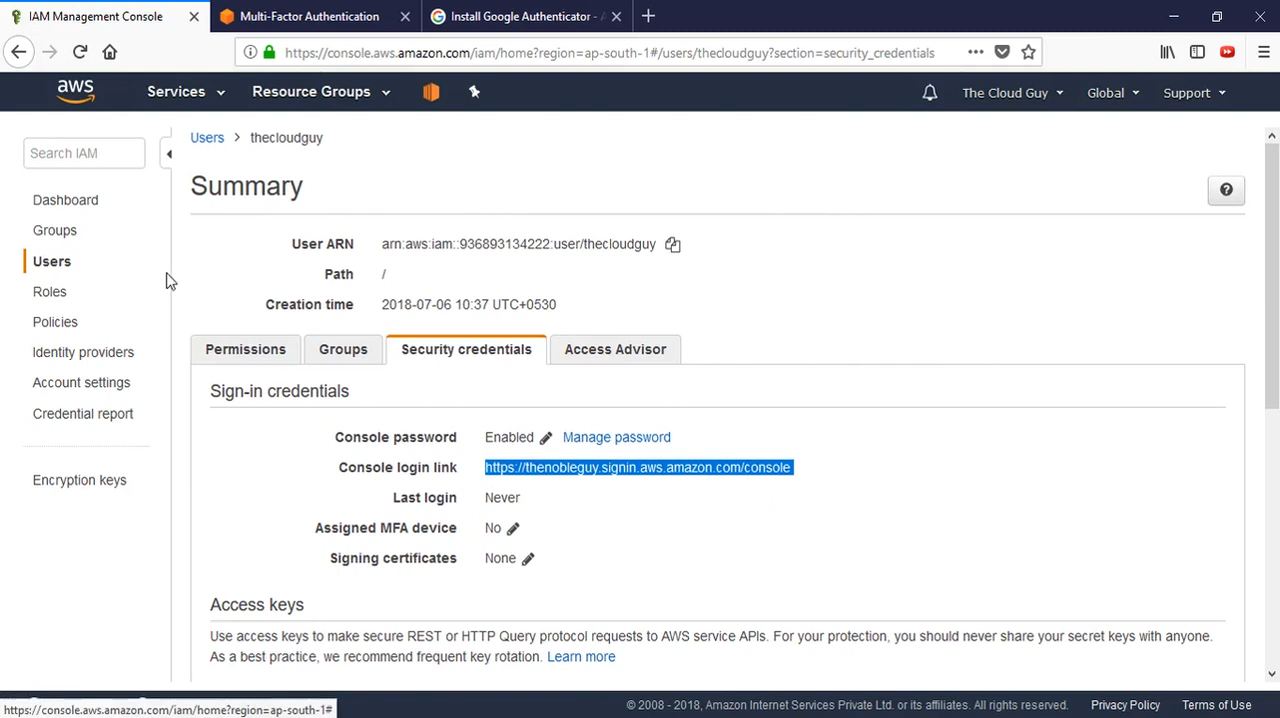 IAM Management Console
Multi-Factor Authentication
Install Google Authenticator -
https://console.aws.amazon.com/iam/home?region=ap-south-1#/users/thecloudguy?section=security_credentials
aws
Services
Resource Groups
The Cloud Guy
Global
Support
Search IAM
Dashboard
Groups
Users
Roles
Policies
Identity providers
Account settings
Credential report
Encryption keys
Users > thecloudguy
Summary
User ARN arn:aws:iam::936893134222:user/thecloudguy
Path /
Creation time 2018-07-06 10:37 UTC+0530
Permissions
Groups
Security credentials
Access Advisor
Sign-in credentials
Console password Enabled Manage password
Console login link https://thenobleguy.signin.aws.amazon.com/console
Last login Never
Assigned MFA device No
Signing certificates None
Access keys
Use access keys to make secure REST or HTTP Query protocol requests to AWS service APIs. For your protection, you should never share your secret keys with anyone.
As a best practice, we recommend frequent key rotation. Learn more
https://console.aws.amazon.com/iam/home?region=ap-south-1#
© 2008 - 2018, Amazon Internet Services Private Ltd. or its affiliates. All rights reserved.
Privacy Policy
Terms of Use